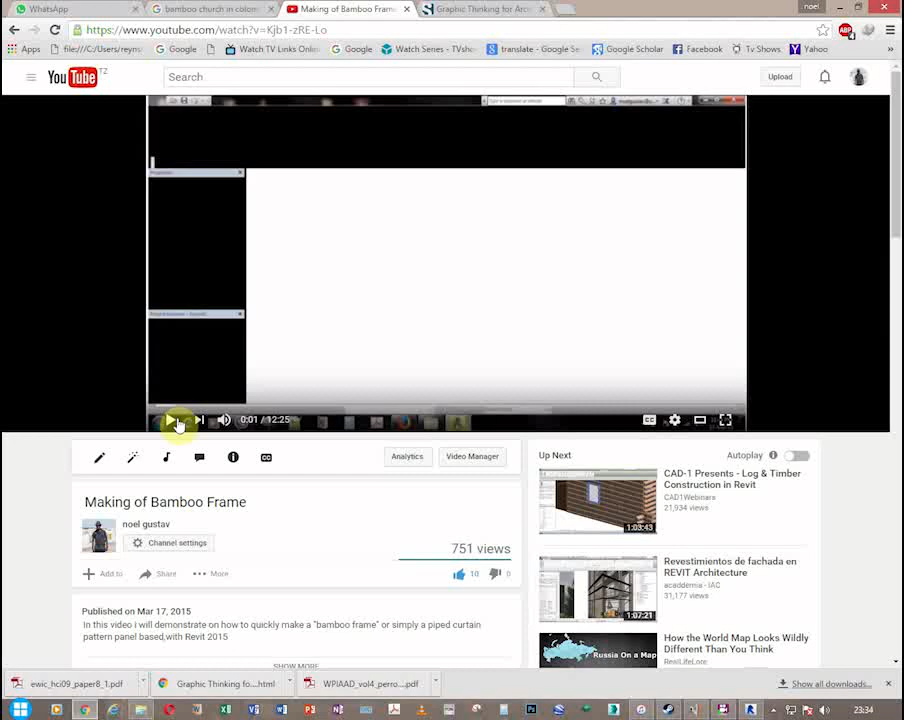 WhatsApp
bamboo church in colom
Making of Bamboo Frame
Graphic Thinking for Arc
noel
https://www.youtube.com/watch?v=Kjb1-zRE-Lo
ABP
Apps
file:///C:/Users/reyns
Google
Watch TV Links Onlin
Google
Watch Series - TVsho
translate - Google Se
Google Scholar
Facebook
Tv Shows
Yahoo
YouTube TZ
Search
Upload
0:01 / 12:25
CC
Analytics
Video Manager
Making of Bamboo Frame
noel gustav
Channel settings
751 views
Add to
Share
More
10
0
Published on Mar 17, 2015
In this video i will demonstrate on how to quickly make a "bamboo frame" or simply a piped curtain
pattern panel based,with Revit 2015
SHOW MORE
Up Next
Autoplay
CAD-1 Presents - Log & Timber
Construction in Revit
CAD1Webinars
21,934 views
1:03:43
Revestimientos de fachada en
REVIT Architecture
académia - IAC
31,177 views
1:07:21
How the World Map Looks Wildly
Different Than You Think
RealLifeLore
Russia On a Map
ewic_hci09_paper8_1.pdf
Graphic Thinking fo....html
WPIAAD_vol4_perro....pdf
Show all downloads...
23:34